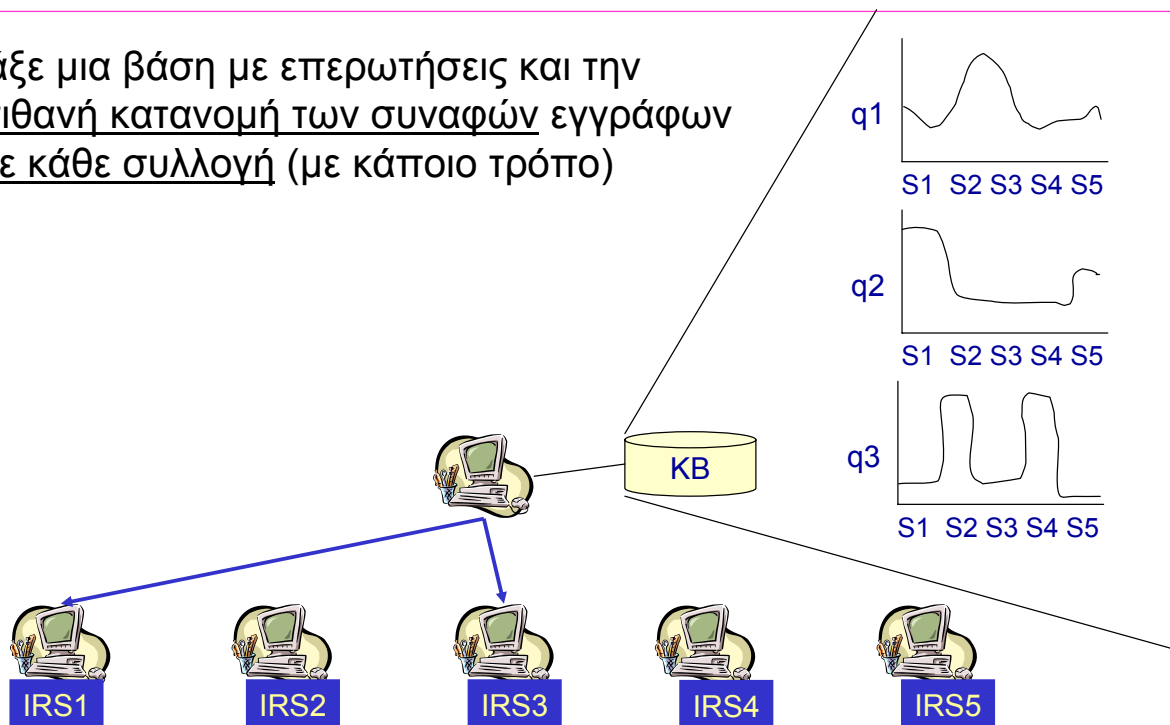 άξε μια βάση με επερωτήσεις και την
ιθανή κατανομή των συναφών εγγράφων
ε κάθε συλλογή (με κάποιο τρόπο)
q1
S1 S2 S3 S4 S5
q2
S1 S2 S3 S4 S5
q3
S1 S2 S3 S4 S5
KB
IRS1 IRS2 IRS3 IRS4 IRS5